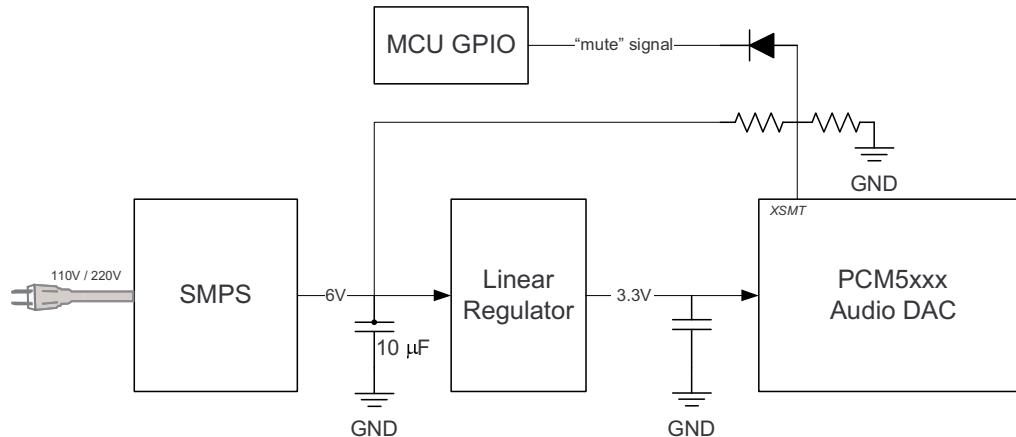 MCU GPIO
“mute” signal
GND
XSMT
110V / 220V
SMPS
6V
Linear
Regulator
3.3V
PCM5xxx
Audio DAC
10 μF
GND
GND